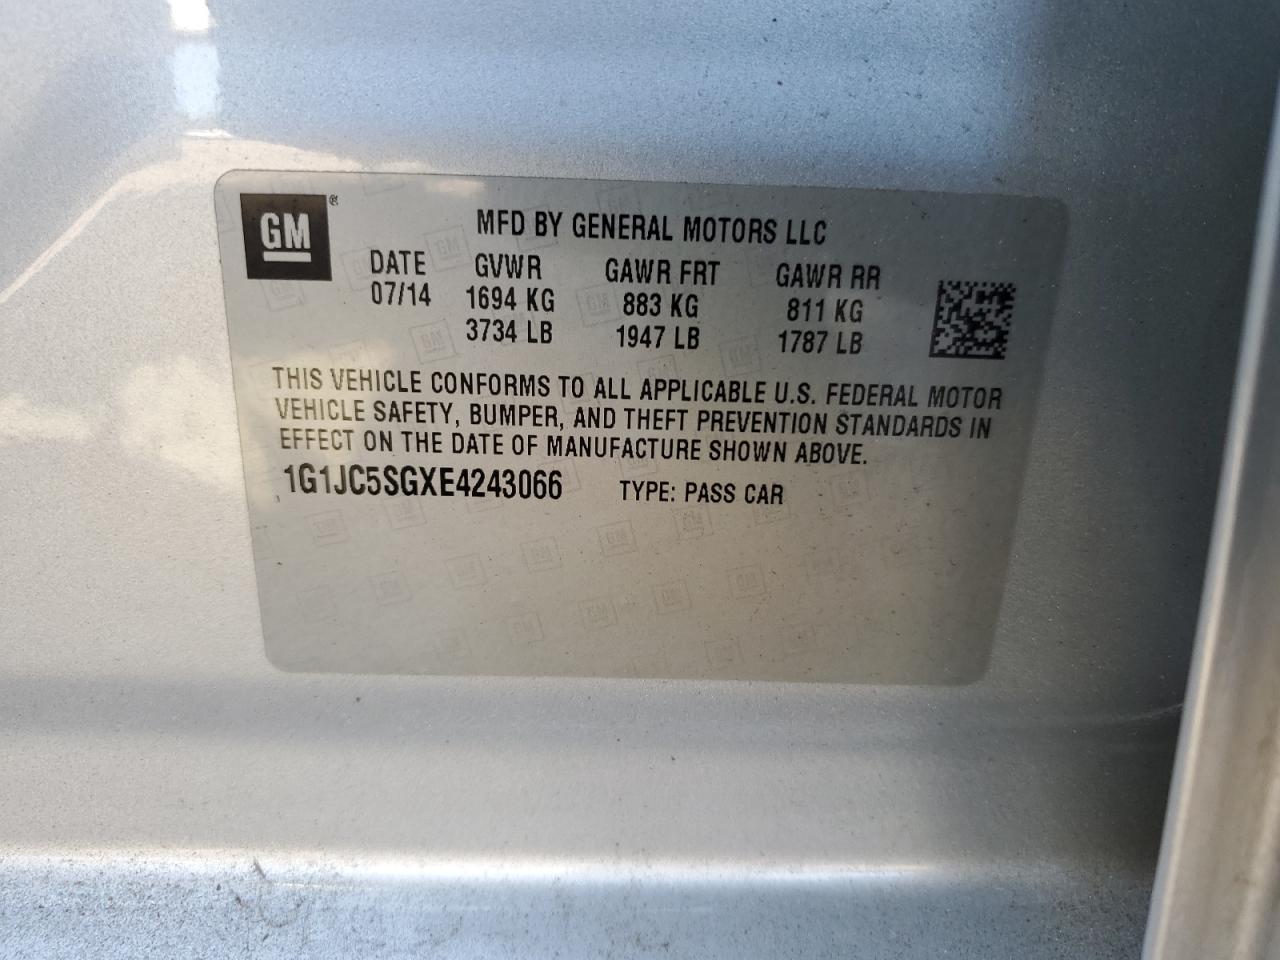 GM ®
MFD BY GENERAL MOTORS LLC
DATE GVWR GAWR FRT GAWR RR
07/14 1694 KG 883 KG 811 KG
3734 LB 1947 LB 1787 LB
THIS VEHICLE CONFORMS TO ALL APPLICABLE U.S. FEDERAL MOTOR
VEHICLE SAFETY, BUMPER, AND THEFT PREVENTION STANDARDS IN
EFFECT ON THE DATE OF MANUFACTURE SHOWN ABOVE.
1G1JC5SGXE4243066 TYPE: PASS CAR